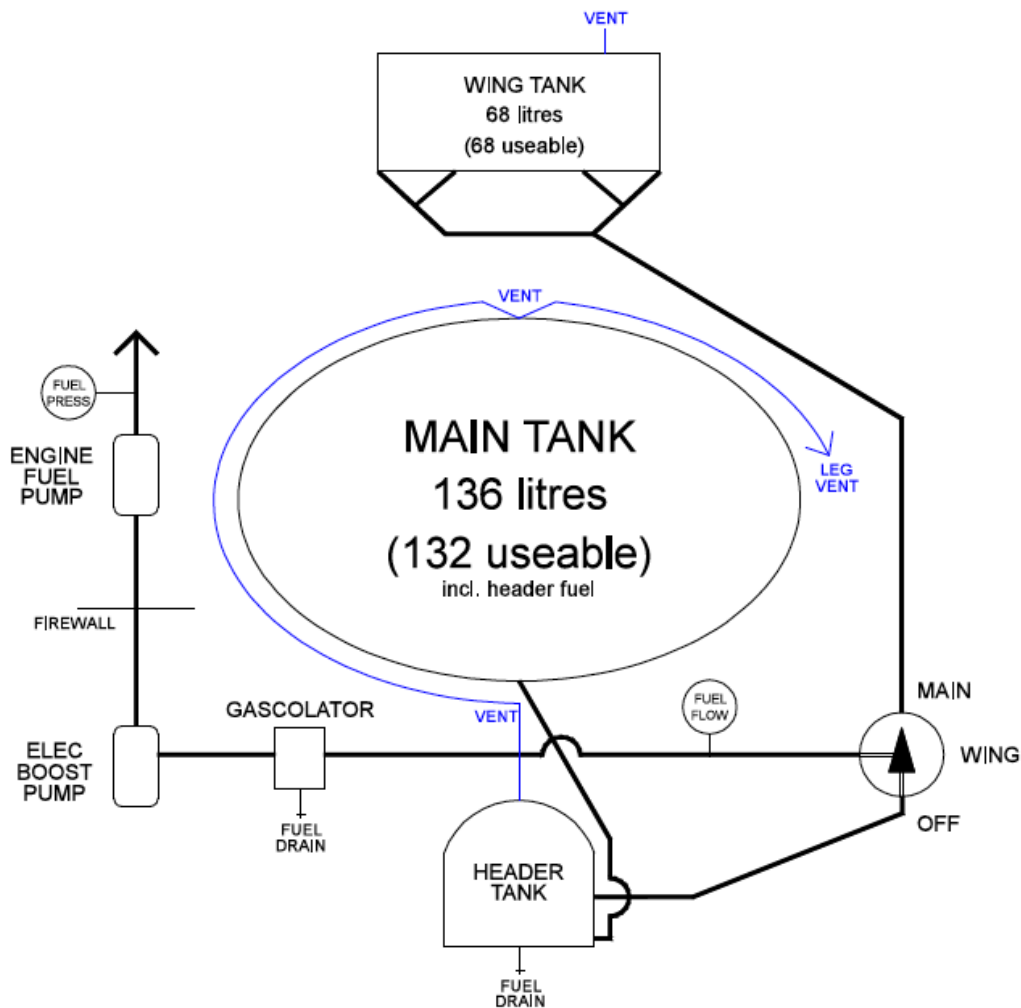 VENT
WING TANK
68 litres
(68 useable)
VENT
FUEL
PRESS
MAIN TANK
136 litres
(132 useable)
incl. header fuel
ENGINE
FUEL
PUMP
LEG
VENT
FIREWALL
MAIN
FUEL
FLOW
GASCOLATOR
VENT
WING
ELEC
BOOST
PUMP
OFF
FUEL
DRAIN
HEADER
TANK
FUEL
DRAIN